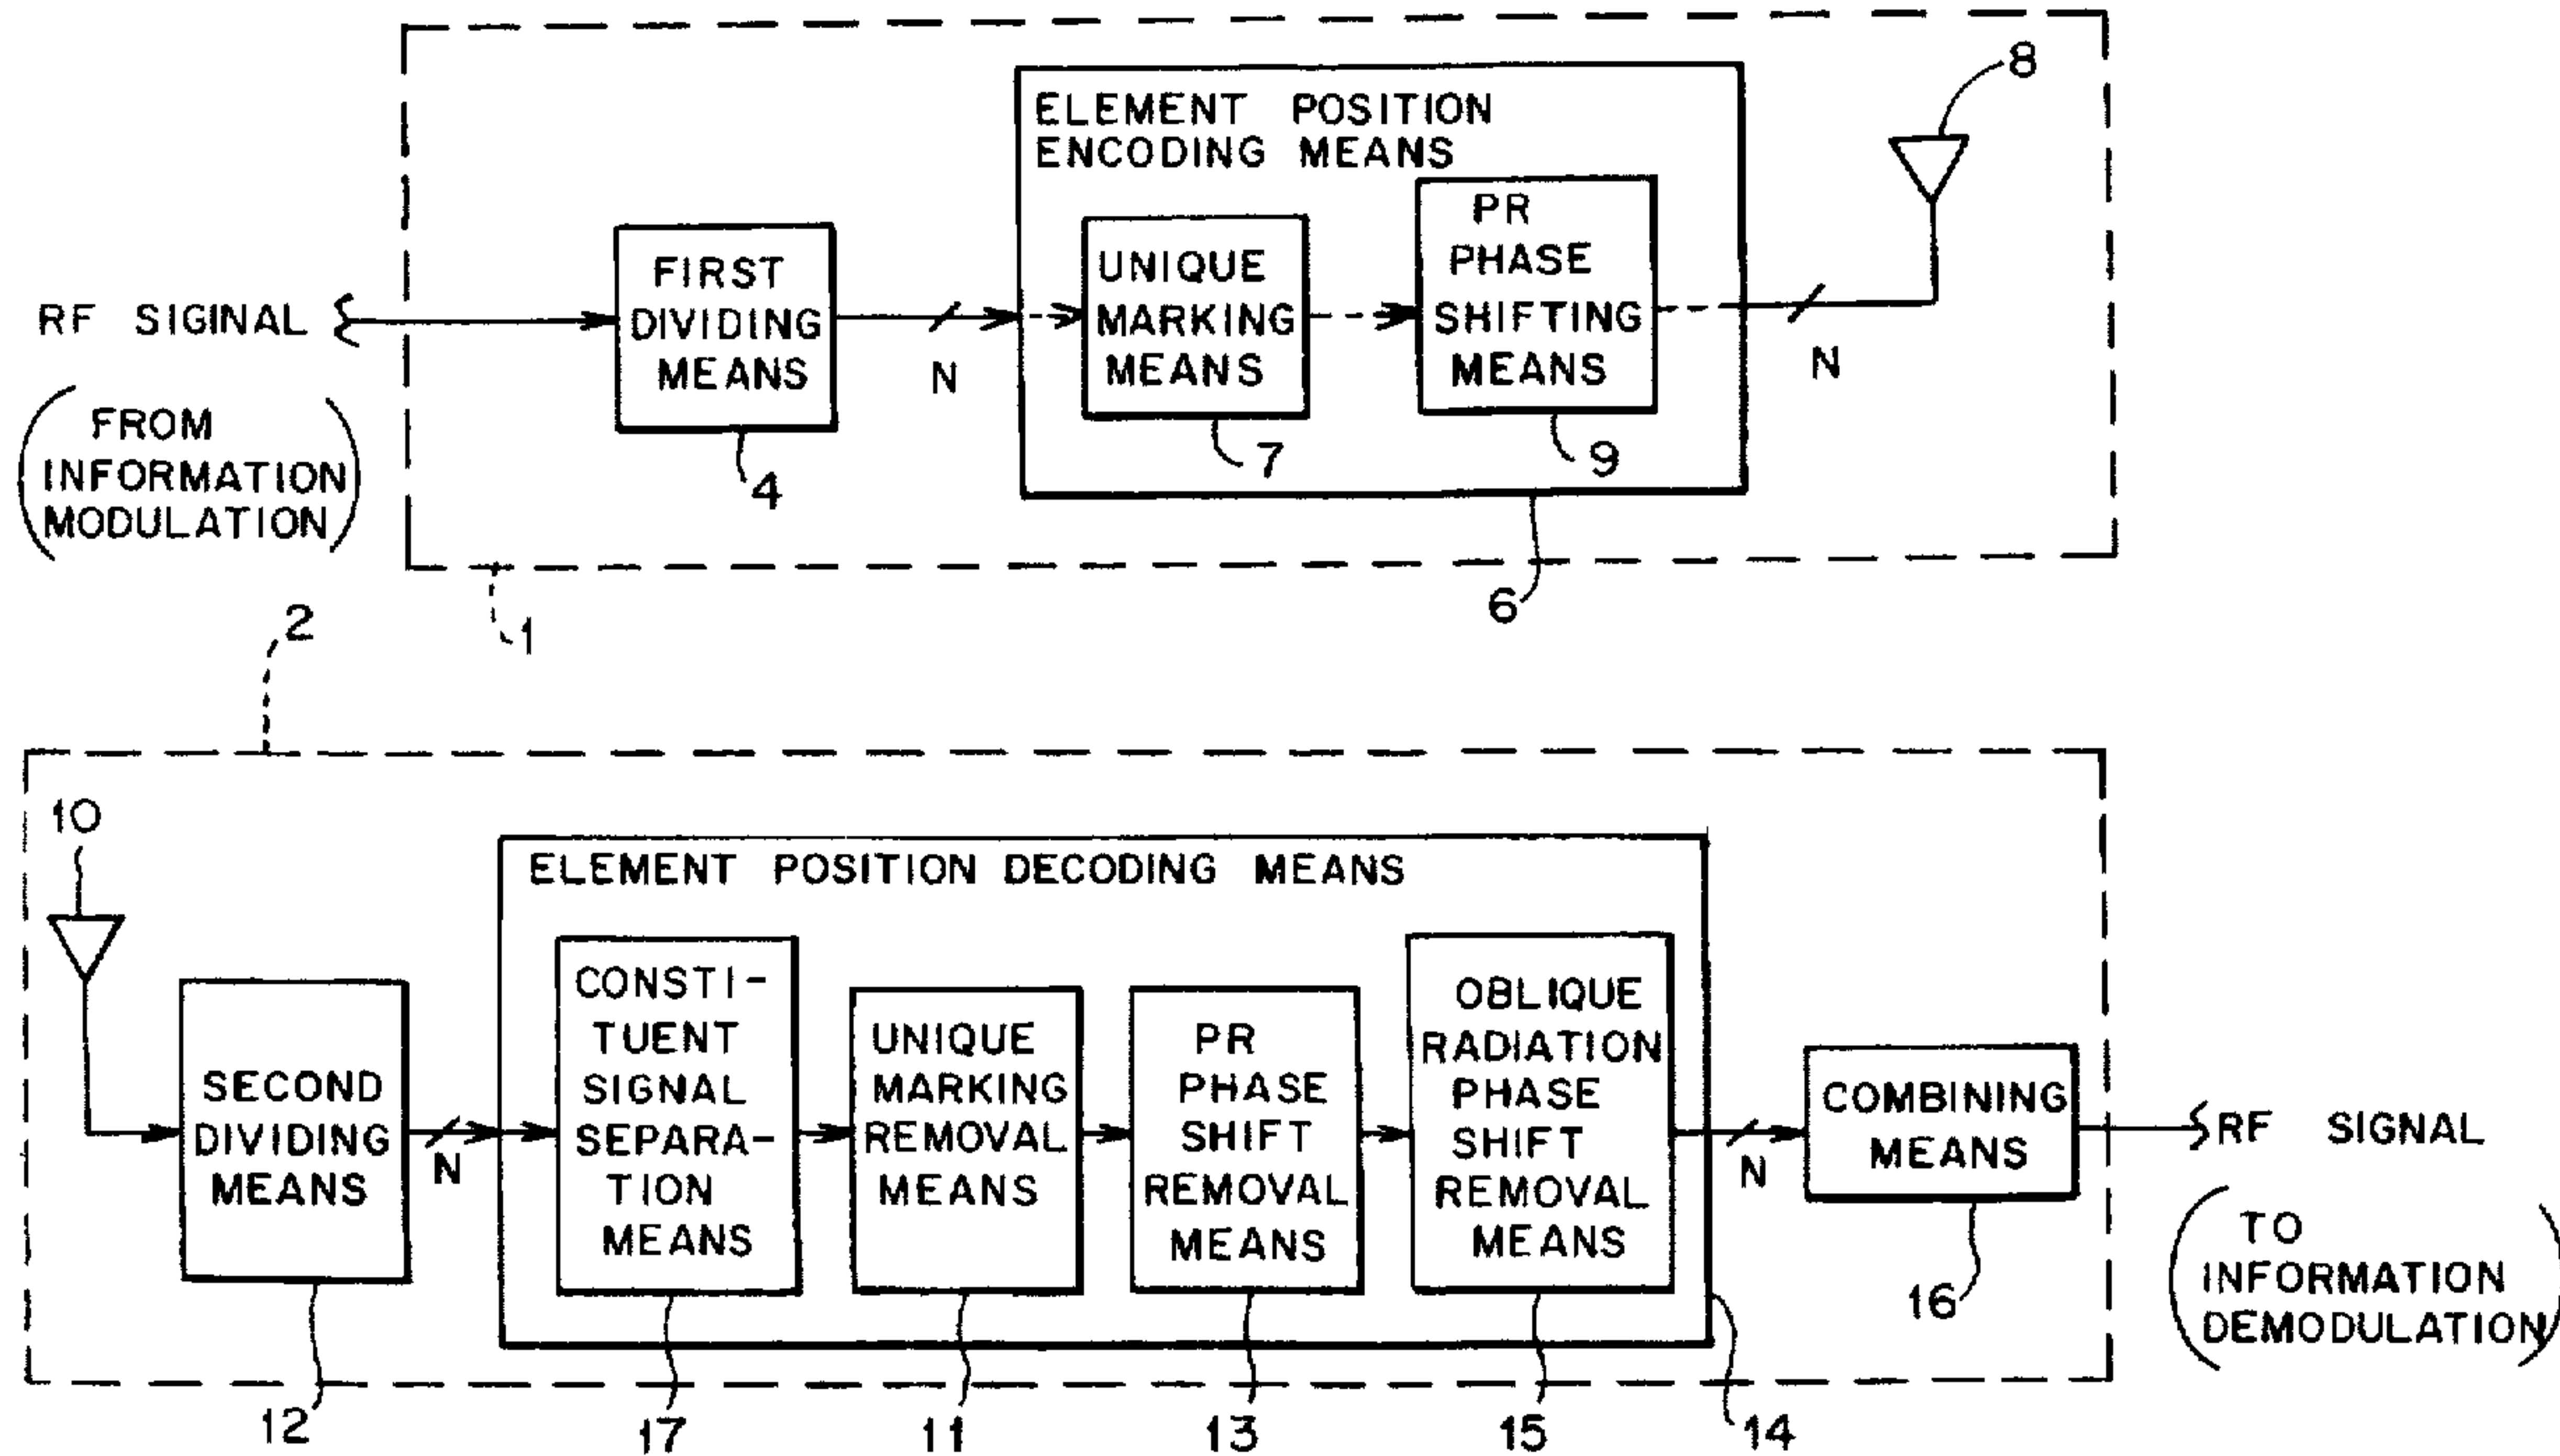 8
ELEMENT POSITION
ENCODING MEANS
RF SIGINAL
(FROM
INFORMATION
MODULATION)
FIRST
DIVIDING
MEANS
4
N
UNIQUE
MARKING
MEANS
7
PR
PHASE
SHIFTING
MEANS
9
N
6
1
2
10
ELEMENT POSITION DECODING MEANS
SECOND
DIVIDING
MEANS
12
N
CONSTI-
TUENT
SIGNAL
SEPARA-
TION
MEANS
17
UNIQUE
MARKING
REMOVAL
MEANS
11
PR
PHASE
SHIFT
REMOVAL
MEANS
13
OBLIQUE
RADIATION
PHASE
SHIFT
REMOVAL
MEANS
15
14
N
COMBINING
MEANS
16
RF SIGNAL
(TO
INFORMATION
DEMODULATION)